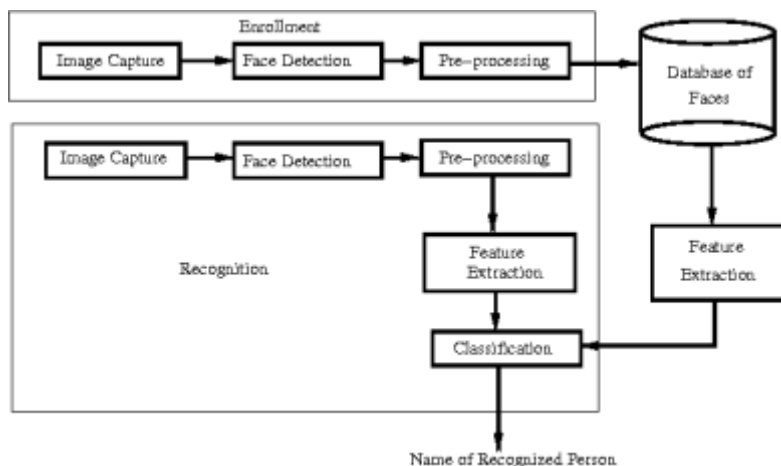 Enrollment
Image Capture
Face Detection
Pre-processing
Database of
Faces
Image Capture
Face Detection
Pre-processing
Recognition
Feature
Extraction
Feature
Extraction
Classification
Name of Recognized Person